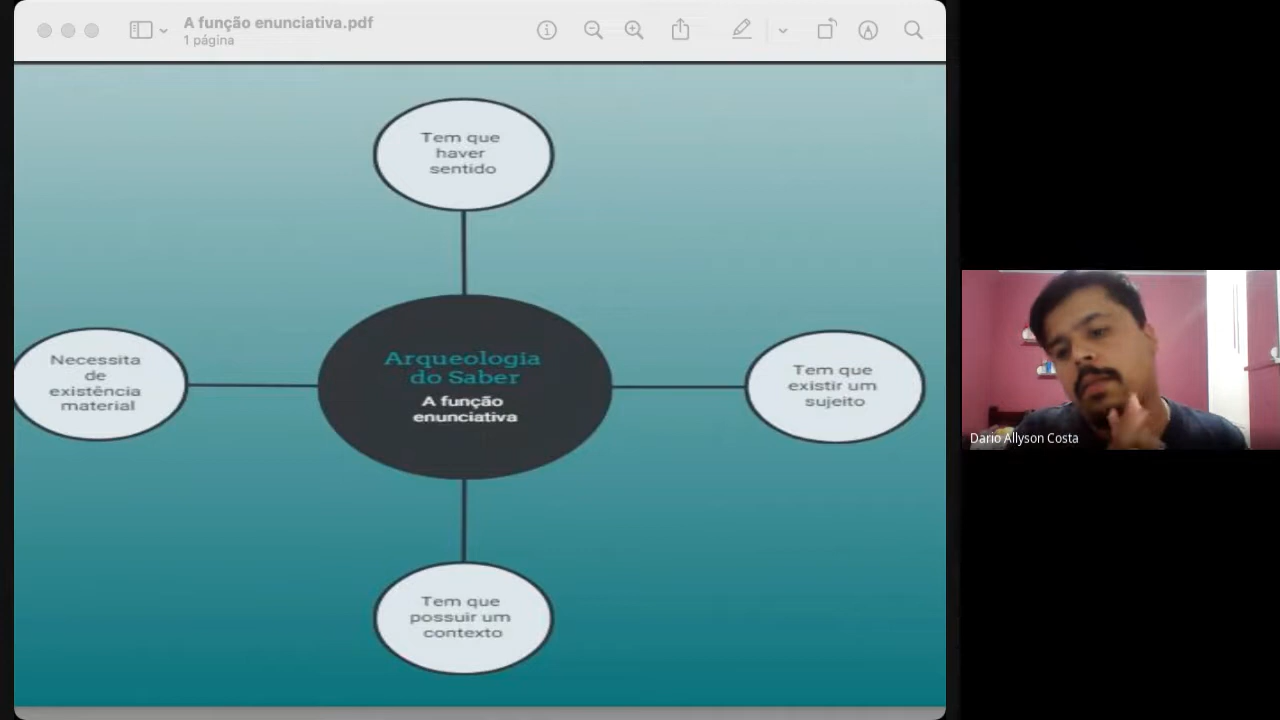 A função enunciativa.pdf
1 página
Tem que
haver
sentido
Necessita
de
existência
material
Arqueologia
do Saber
A função
enunciativa
Tem que
existir um
sujeito
Tem que
possuir um
contexto
Dario Allyson Costa